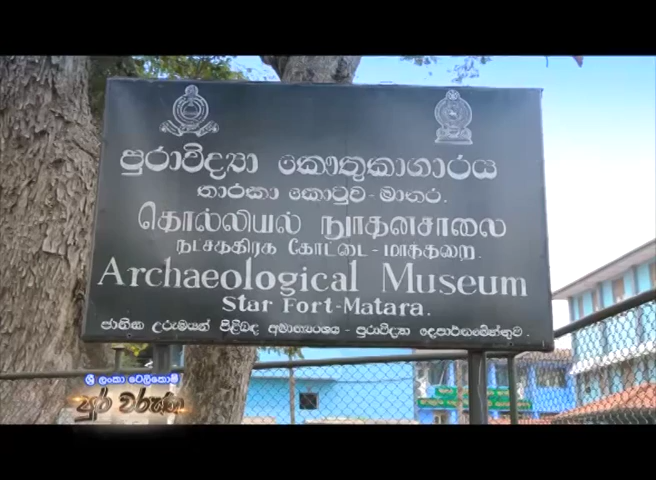 පුරාවිද්‍යා කෞතුකාගාරය
තාරකා කොටුව - මාතර.
தொல்லியல் நூதனசாலை
நட்சத்திரக் கோட்டை - மாத்தறை.
Archaeological Museum
Star Fort-Matara.
ජාතික උරුමයන් පිළිබඳ අමාත්‍යංශය - පුරාවිද්‍යා දෙපාර්තමේන්තුව.
ශ්‍රී ලංකා ටෙලිකොම්
පුර වරුණ